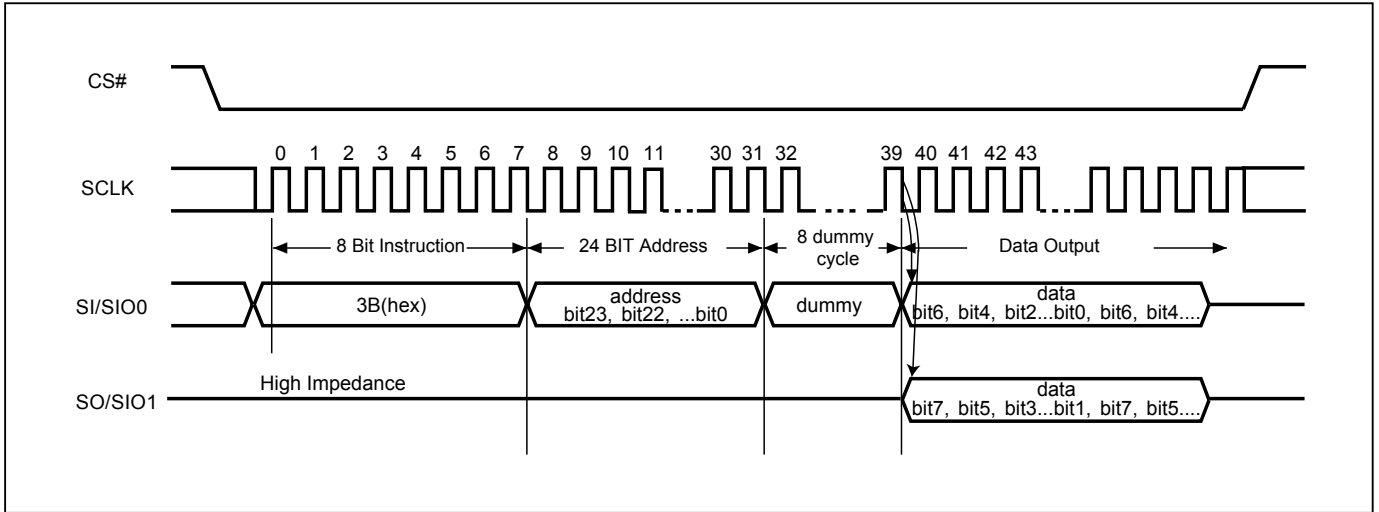 CS#
0 1 2 3 4 5 6 7 8 9 10 11 30 31 32 39 40 41 42 43
SCLK
8 Bit Instruction
24 BIT Address
8 dummy
cycle
Data Output
SI/SIO0
3B(hex)
address
bit23, bit22, ...bit0
dummy
data
bit6, bit4, bit2...bit0, bit6, bit4....
High Impedance
SO/SIO1
data
bit7, bit5, bit3...bit1, bit7, bit5....